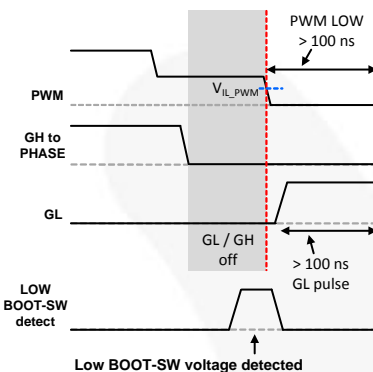 PWM LOW
> 100 ns
V_IL_PWM
PWM
GH to
PHASE
GL
GL / GH
off
> 100 ns
GL pulse
LOW
BOOT-SW
detect
Low BOOT-SW voltage detected